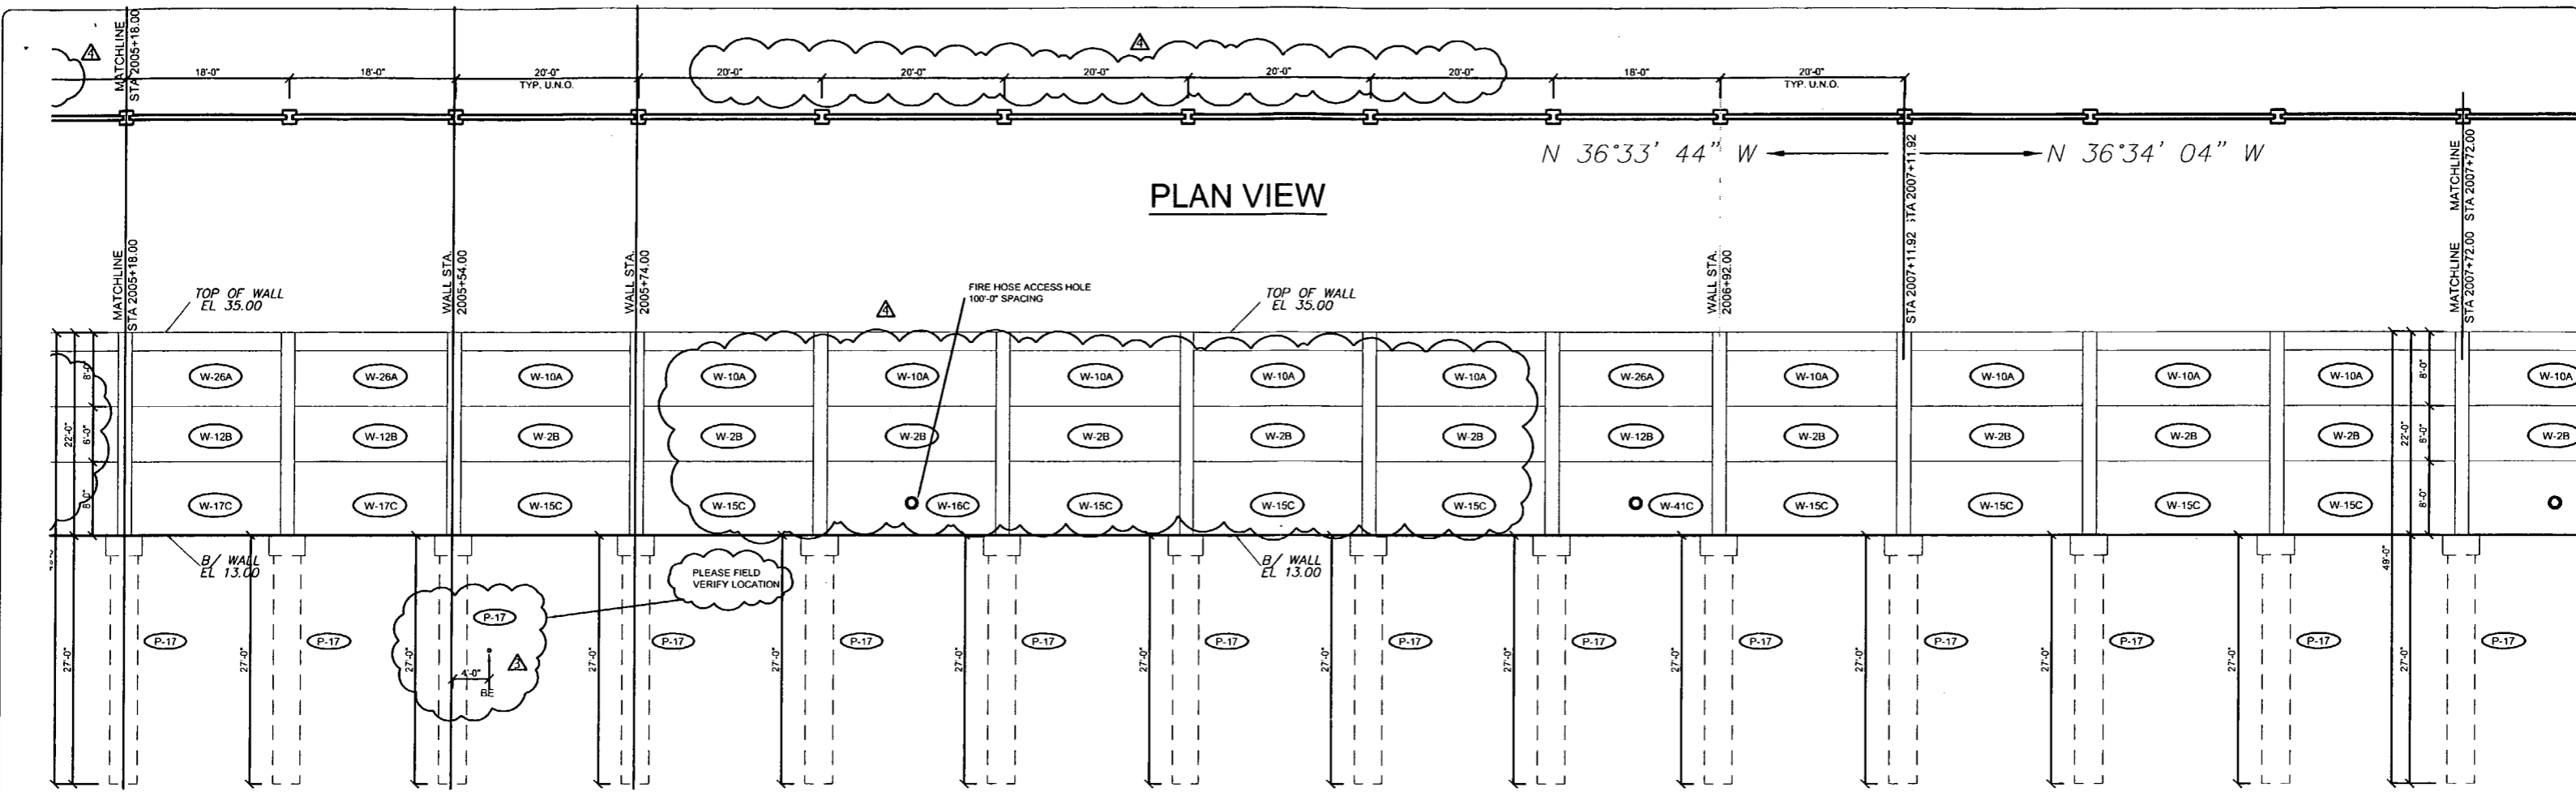 4
4
MATCHLINE
STA 2005+18.00
18'-0"
18'-0"
20'-0"
TYP. U.N.O.
20'-0"
20'-0"
20'-0"
20'-0"
20'-0"
18'-0"
20'-0"
TYP. U.N.O.
N 36°33' 44" W
N 36°34' 04" W
STA 2007+11.92
MATCHLINE
STA 2007+72.00
PLAN VIEW
MATCHLINE
STA 2005+18.00
WALL STA.
2005+54.00
WALL STA.
2005+74.00
WALL STA.
2006+92.00
STA 2007+11.92
MATCHLINE
STA 2007+72.00
TOP OF WALL
EL 35.00
4
FIRE HOSE ACCESS HOLE
100'-0" SPACING
TOP OF WALL
EL 35.00
8'-0" W-26A W-26A W-10A W-10A W-10A W-10A W-10A W-10A W-26A W-10A W-10A W-10A W-10A 8'-0" W-10A
22'-0" 6'-0" W-12B W-12B W-2B W-2B W-2B W-2B W-2B W-2B W-12B W-2B W-2B W-2B W-2B 22'-0" 6'-0" W-2B
8'-0" W-17C W-17C W-15C W-15C W-16C W-15C W-15C W-15C W-41C W-15C W-15C W-15C W-15C 8'-0"
B/ WALL
EL 13.00
B/ WALL
EL 13.00
49'-0"
PLEASE FIELD
VERIFY LOCATION
P-17
P-17 P-17 P-17 P-17 P-17 P-17 P-17 P-17 P-17 P-17 P-17 P-17 P-17
27'-0" 27'-0" 27'-0" 27'-0" 27'-0" 27'-0" 27'-0" 27'-0" 27'-0" 27'-0" 27'-0" 27'-0" 27'-0" 27'-0"
3
4'-0"
BE